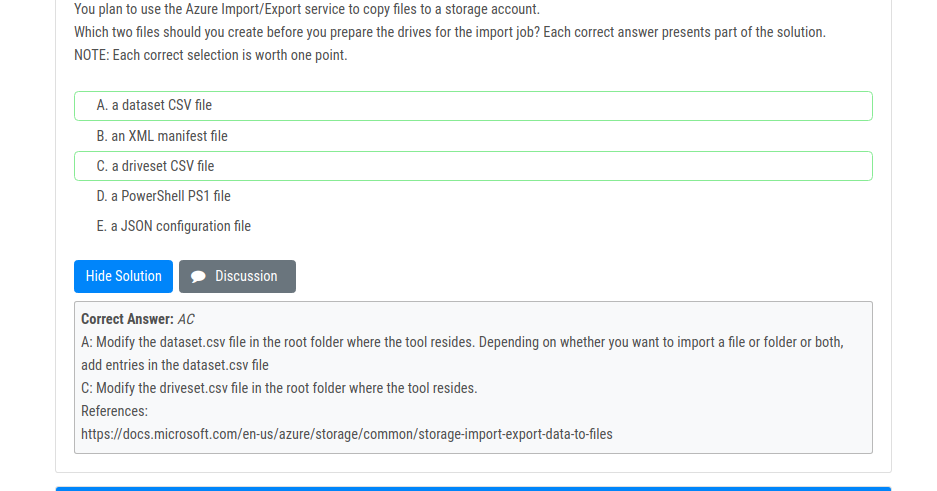 You plan to use the Azure Import/Export service to copy files to a storage account.
Which two files should you create before you prepare the drives for the import job? Each correct answer presents part of the solution.
NOTE: Each correct selection is worth one point.
A. a dataset CSV file
B. an XML manifest file
C. a driveset CSV file
D. a PowerShell PS1 file
E. a JSON configuration file
Hide Solution Discussion
Correct Answer: AC
A: Modify the dataset.csv file in the root folder where the tool resides. Depending on whether you want to import a file or folder or both,
add entries in the dataset.csv file
C: Modify the driveset.csv file in the root folder where the tool resides.
References:
https://docs.microsoft.com/en-us/azure/storage/common/storage-import-export-data-to-files